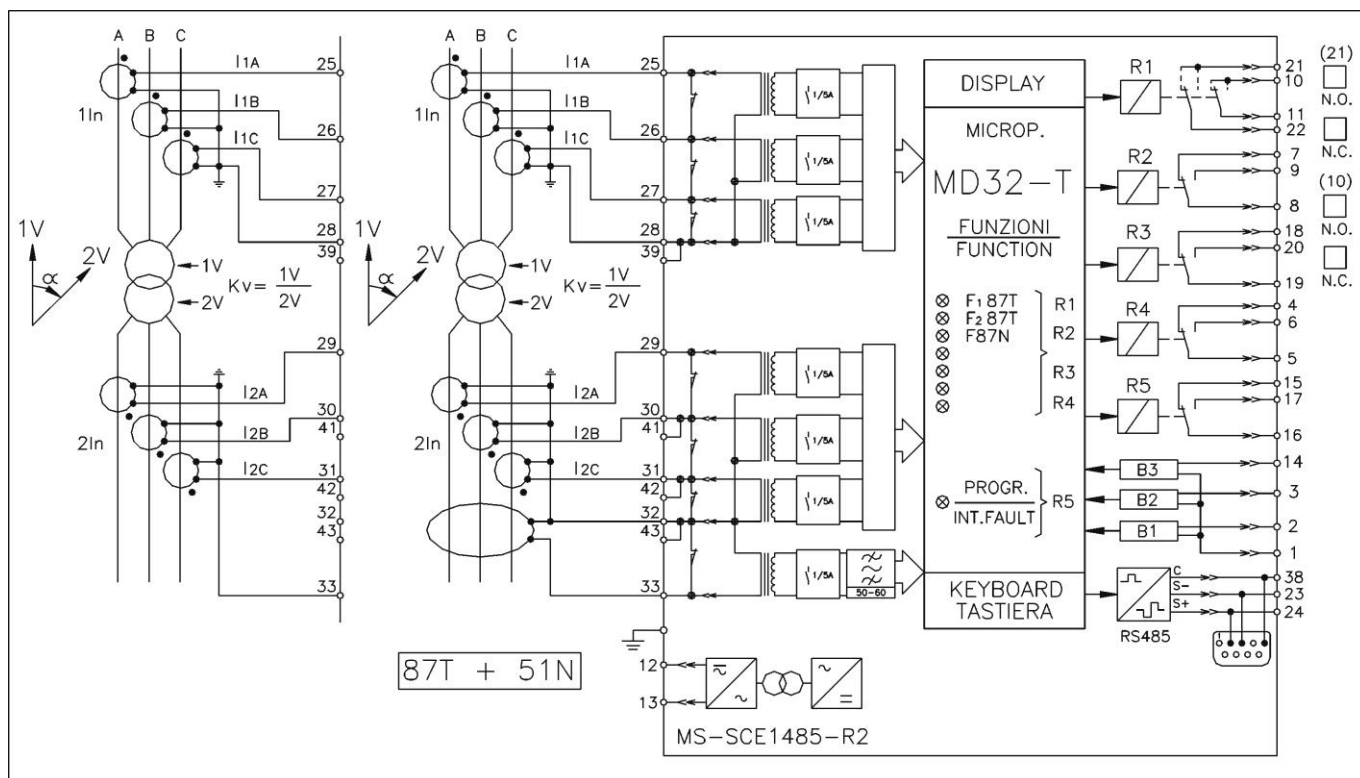 A B C
I1A 25
1In I1B
26
I1C
27
28
39
1V
α
2V
1V
2V
Kv= 1V
2V
29
I2A
30
41
I2B
2In
I2C 31
42
32
43
33
A B C
I1A 25
1In I1B
26
I1C
27
28
39
1V
α
2V
1V
2V
Kv= 1V
2V
29
I2A
30
41
I2B
2In
I2C 31
42
32
43
33
87T + 51N
12
13
MS-SCE1485-R2
1/5A
1/5A
1/5A
1/5A
1/5A
1/5A
1/5A
50-60
DISPLAY
MICROP.
MD32-T
FUNZIONI
FUNCTION
F1 87T R1
F2 87T
F87N R2
R3
R4
PROGR.
INT.FAULT
R5
KEYBOARD
TASTIERA
R1
R2
R3
R4
R5
B3
B2
B1
C
S-
S+
RS485
1
21
10
11
22
7
9
8
18
20
19
4
6
5
15
17
16
14
3
2
1
38
23
24
(21)
N.O.
N.C.
(10)
N.O.
N.C.